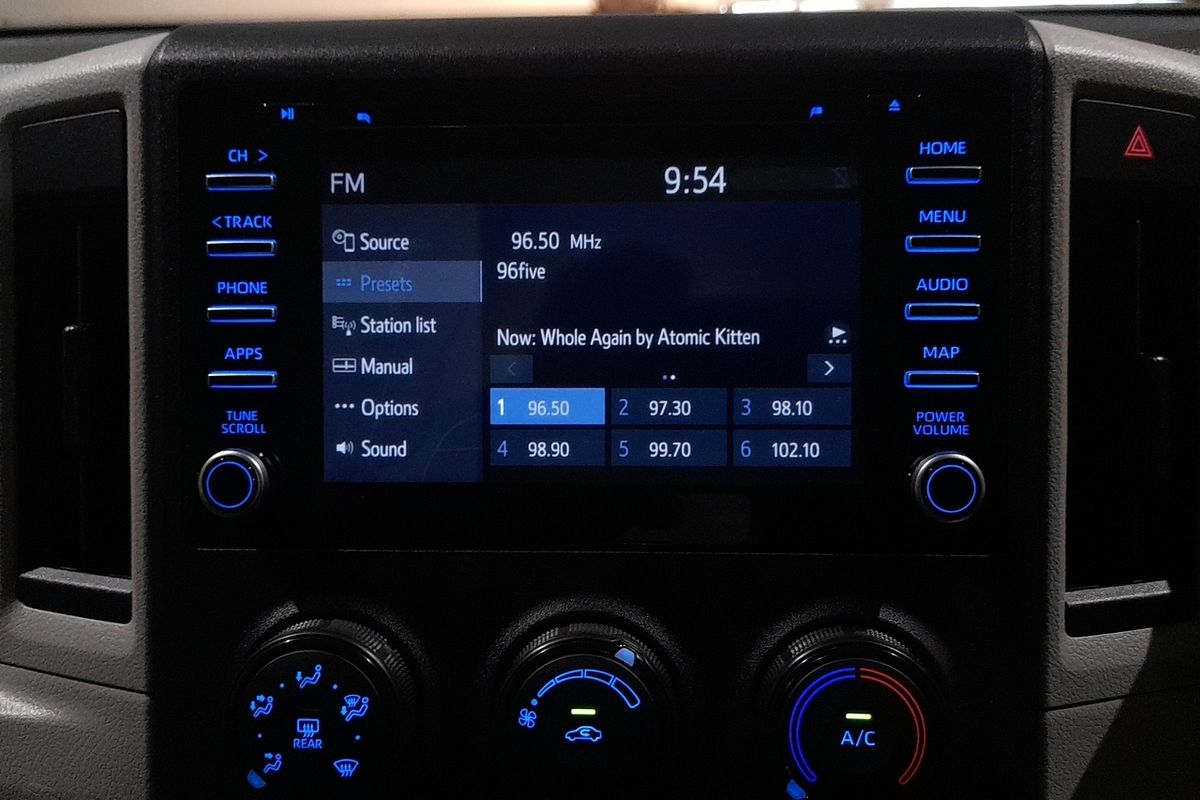 CH >
< TRACK
PHONE
APPS
TUNE
SCROLL
FM
9:54
Source
Presets
Station list
Manual
Options
Sound
96.50 MHz
96five
Now: Whole Again by Atomic Kitten
< >
1 96.50
2 97.30
3 98.10
4 98.90
5 99.70
6 102.10
HOME
MENU
AUDIO
MAP
POWER
VOLUME
REAR
A/C